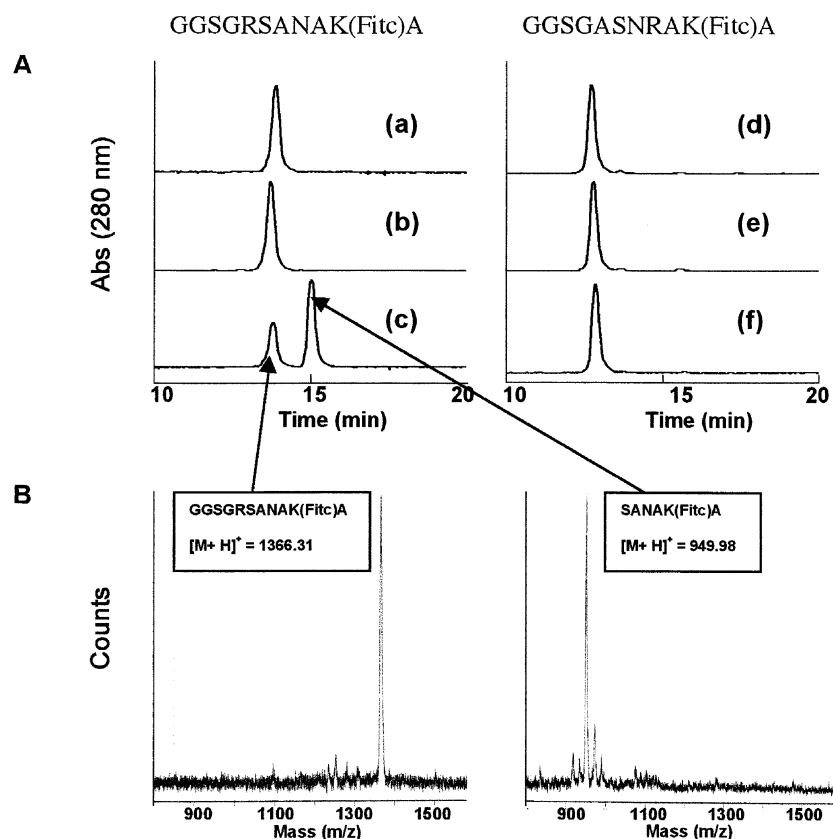 GGSGRSANAK(Fitc)A
GGSGASNRAK(Fitc)A
A
Abs (280 nm)
(a)
(b)
(c)
(d)
(e)
(f)
10
15
20
Time (min)
10
15
20
Time (min)
B
Counts
GGSGRSANAK(Fitc)A
[M+ H]+ = 1366.31
SANAK(Fitc)A
[M+ H]+ = 949.98
900
1100
1300
1500
Mass (m/z)
900
1100
1300
1500
Mass (m/z)